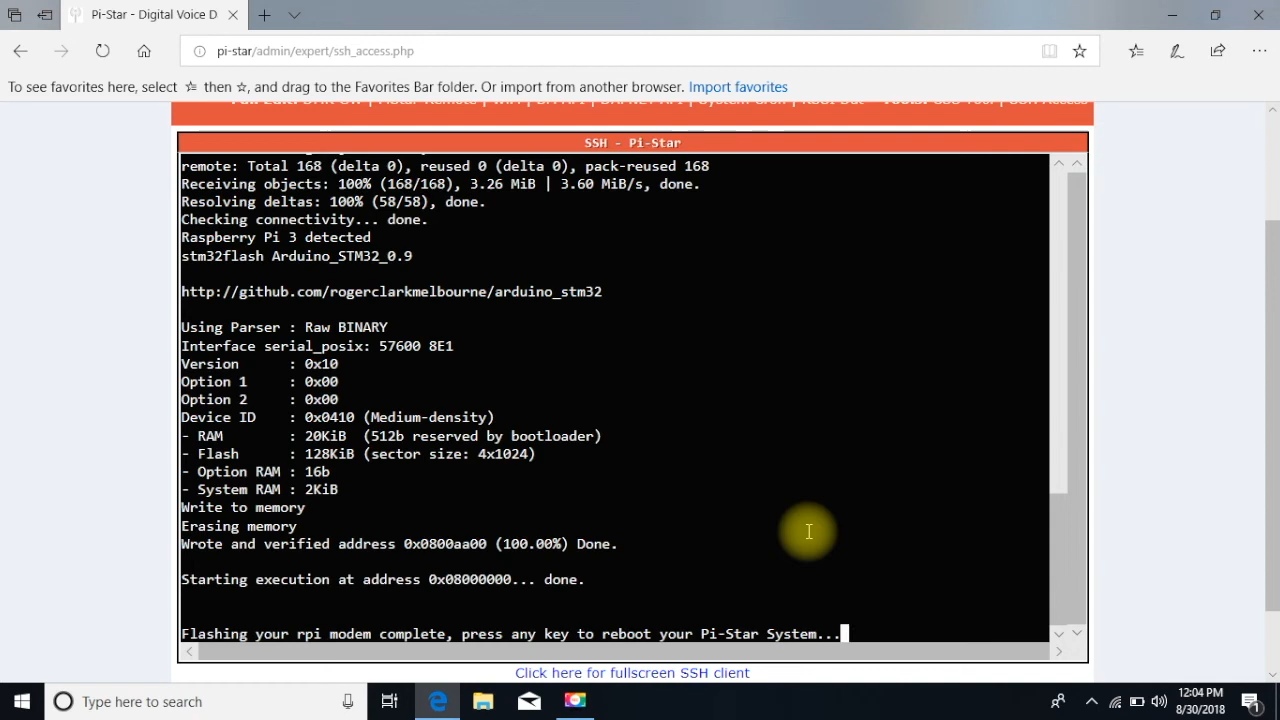 Pi-Star - Digital Voice D
pi-star/admin/expert/ssh_access.php
To see favorites here, select ☆ then ☆, and drag to the Favorites Bar folder. Or import from another browser. Import favorites
SSH - Pi-Star
remote: Total 168 (delta 0), reused 0 (delta 0), pack-reused 168
Receiving objects: 100% (168/168), 3.26 MiB | 3.60 MiB/s, done.
Resolving deltas: 100% (58/58), done.
Checking connectivity... done.
Raspberry Pi 3 detected
stm32flash Arduino_STM32_0.9
http://github.com/rogerclarkmelbourne/arduino_stm32
Using Parser : Raw BINARY
Interface serial_posix: 57600 8E1
Version : 0x10
Option 1 : 0x00
Option 2 : 0x00
Device ID : 0x0410 (Medium-density)
- RAM : 20KiB (512b reserved by bootloader)
- Flash : 128KiB (sector size: 4x1024)
- Option RAM : 16b
- System RAM : 2KiB
Write to memory
Erasing memory
Wrote and verified address 0x0800aa00 (100.00%) Done.
Starting execution at address 0x08000000... done.
Flashing your rpi modem complete, press any key to reboot your Pi-Star System...
Click here for fullscreen SSH client
Type here to search
12:04 PM
8/30/2018
1